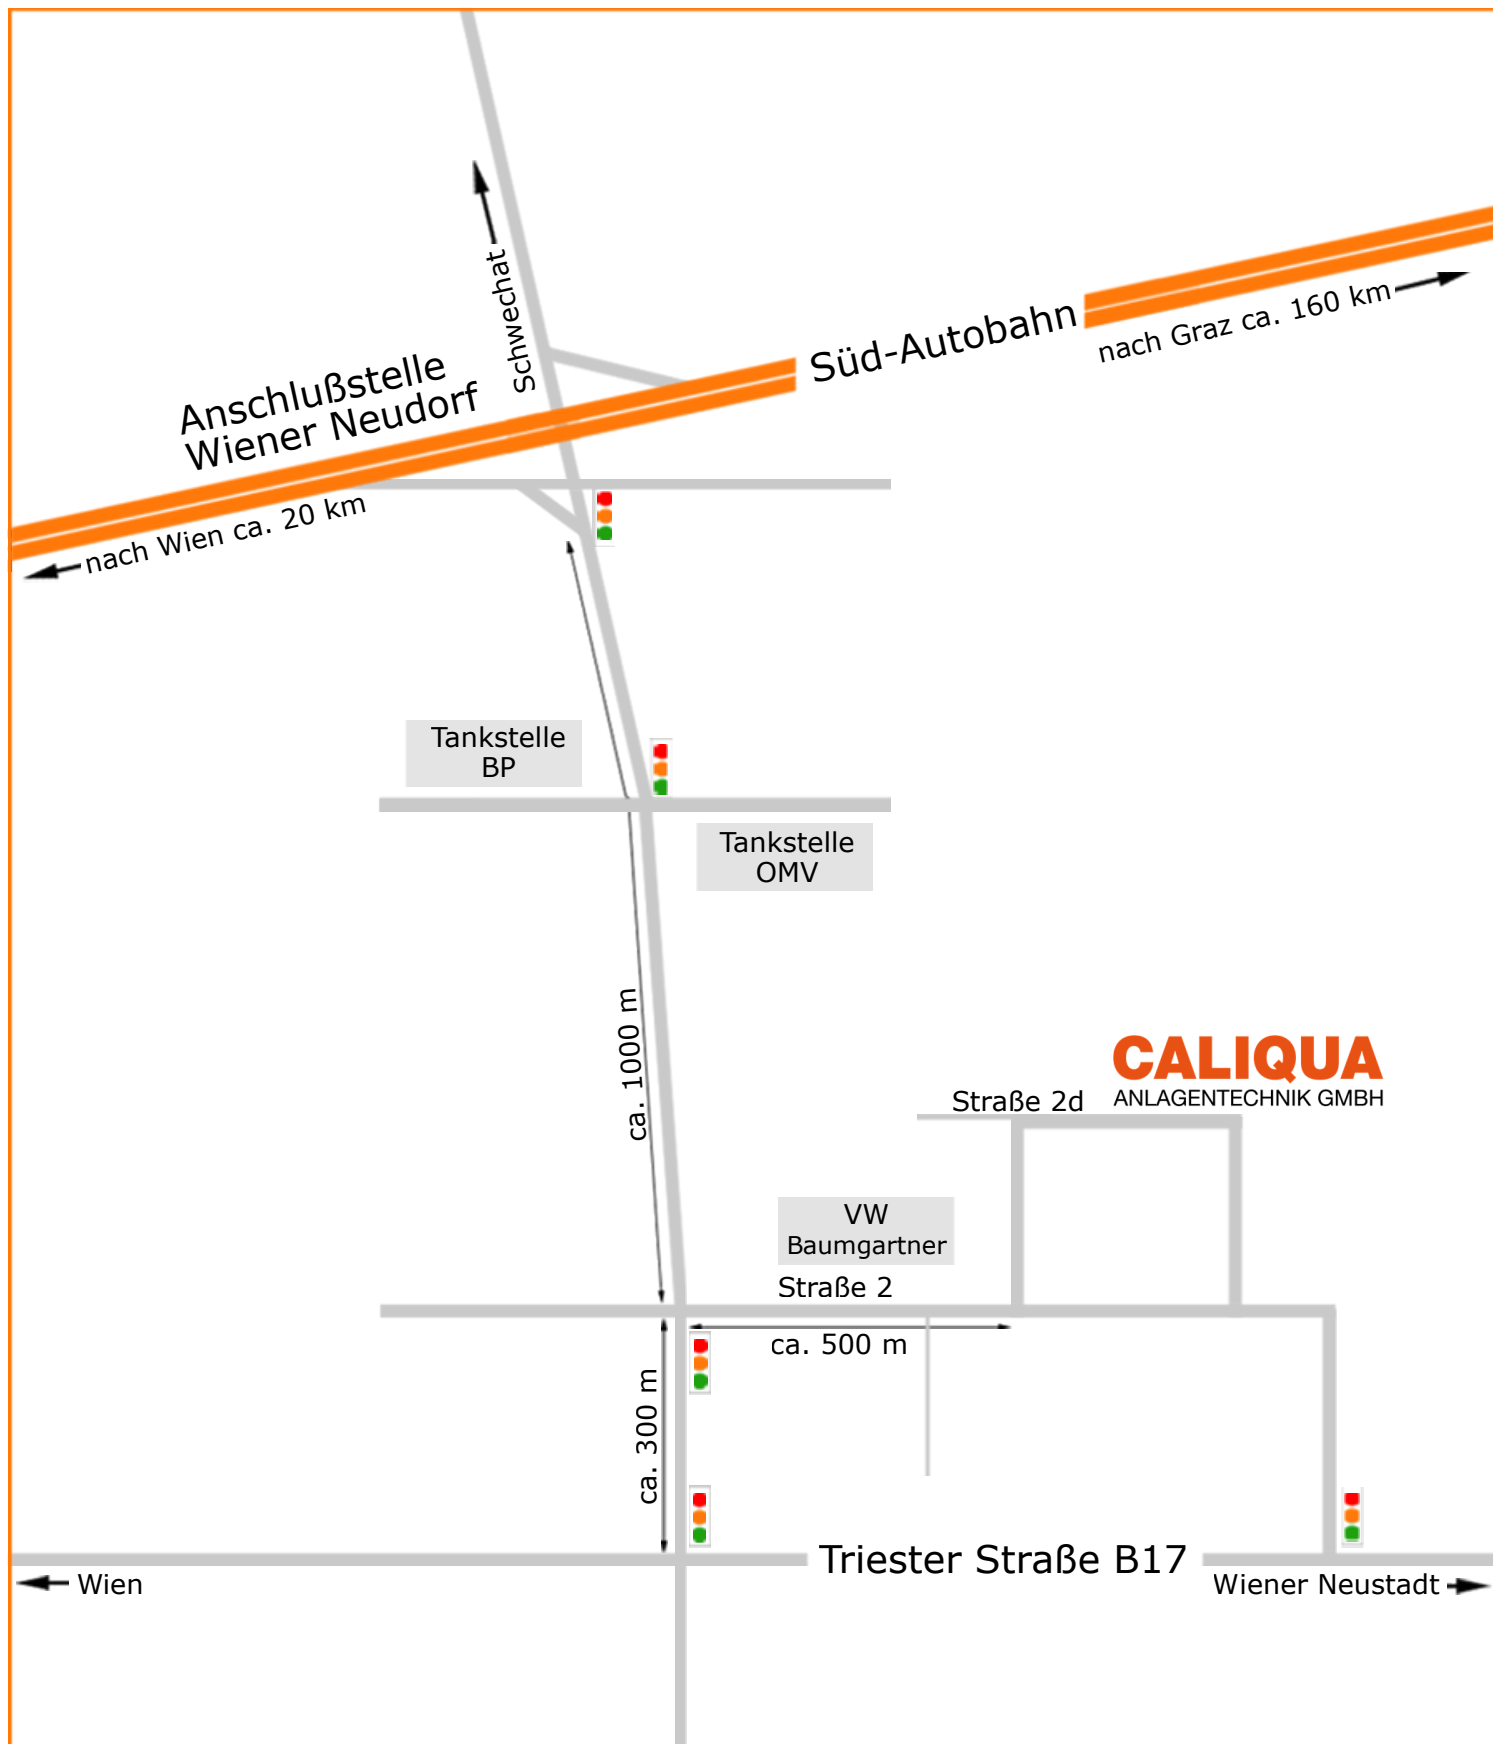 Schwechat
Süd-Autobahn
nach Graz ca. 160 km
Anschlußstelle
Wiener Neudorf
nach Wien ca. 20 km
Tankstelle
BP
Tankstelle
OMV
ca. 1000 m
CALIQUA
ANLAGENTECHNIK GMBH
Straße 2d
VW
Baumgartner
Straße 2
ca. 500 m
ca. 300 m
Triester Straße B17
Wien
Wiener Neustadt